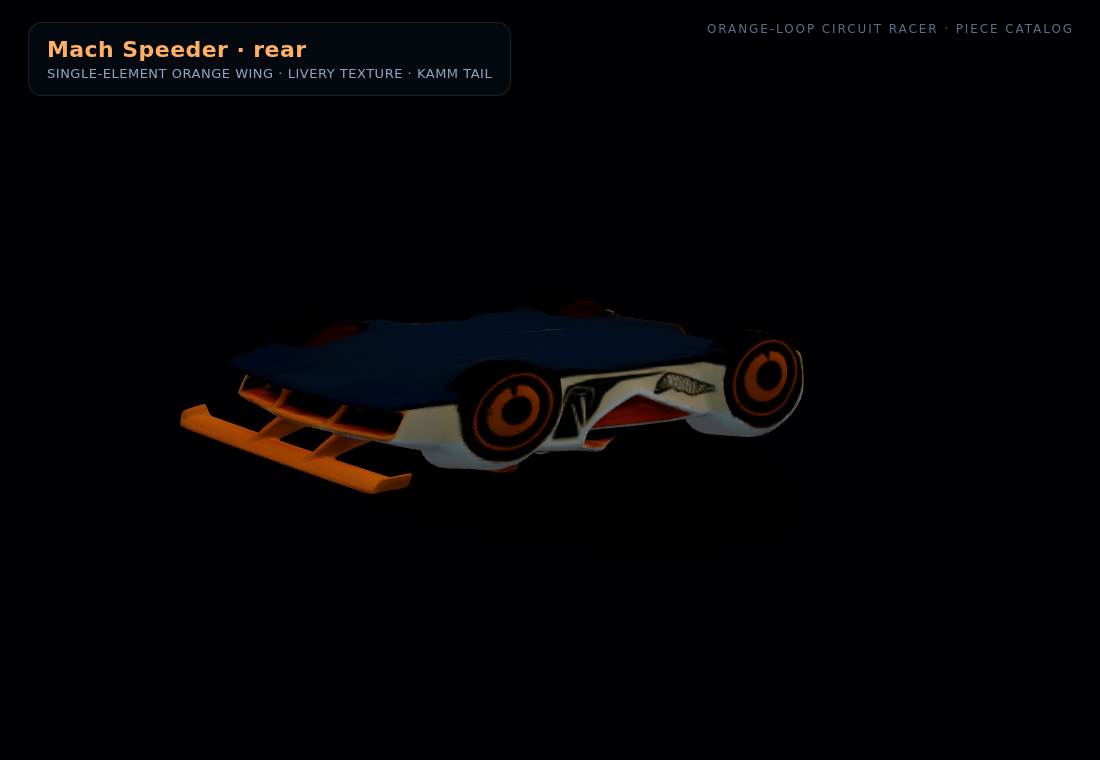 Mach Speeder · rear
SINGLE-ELEMENT ORANGE WING · LIVERY TEXTURE · KAMM TAIL
ORANGE-LOOP CIRCUIT RACER · PIECE CATALOG